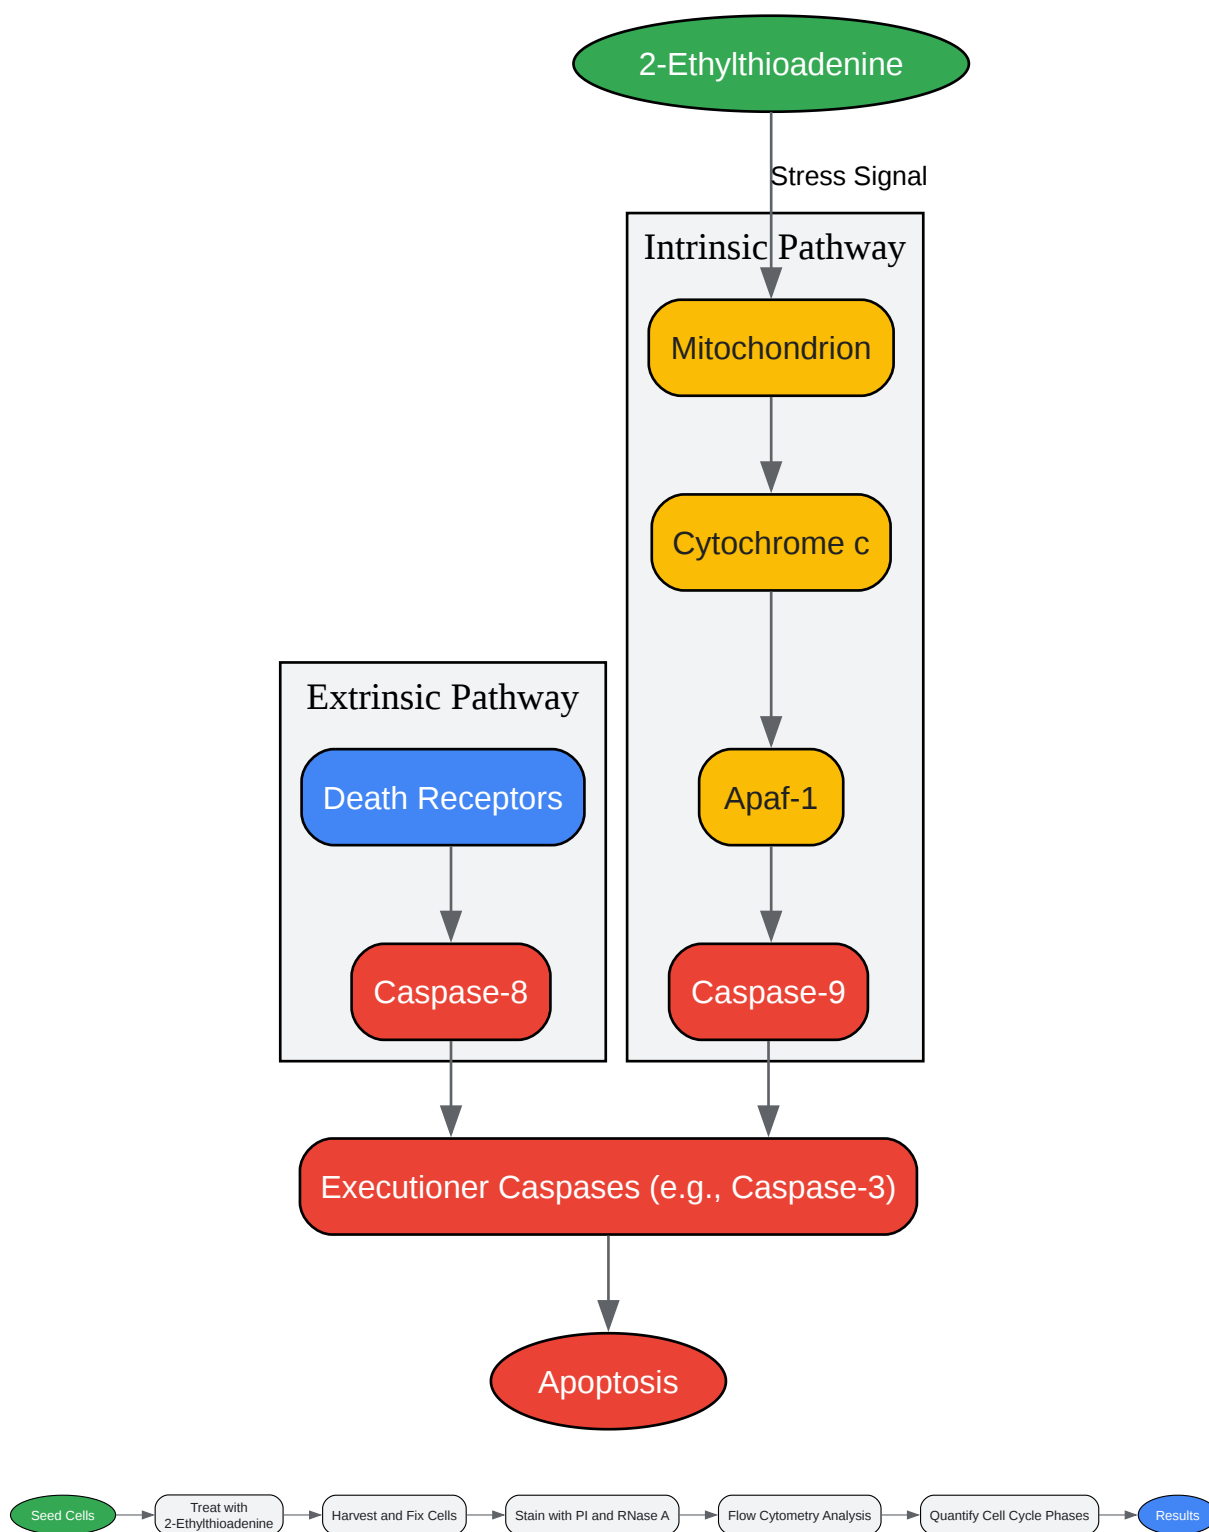 2-Ethylthioadenine
Stress Signal
Intrinsic Pathway
Mitochondrion
Cytochrome c
Extrinsic Pathway
Death Receptors
Apaf-1
Caspase-8
Caspase-9
Executioner Caspases (e.g., Caspase-3)
Apoptosis
Seed Cells
Treat with
2-Ethylthioadenine
Harvest and Fix Cells
Stain with PI and RNase A
Flow Cytometry Analysis
Quantify Cell Cycle Phases
Results